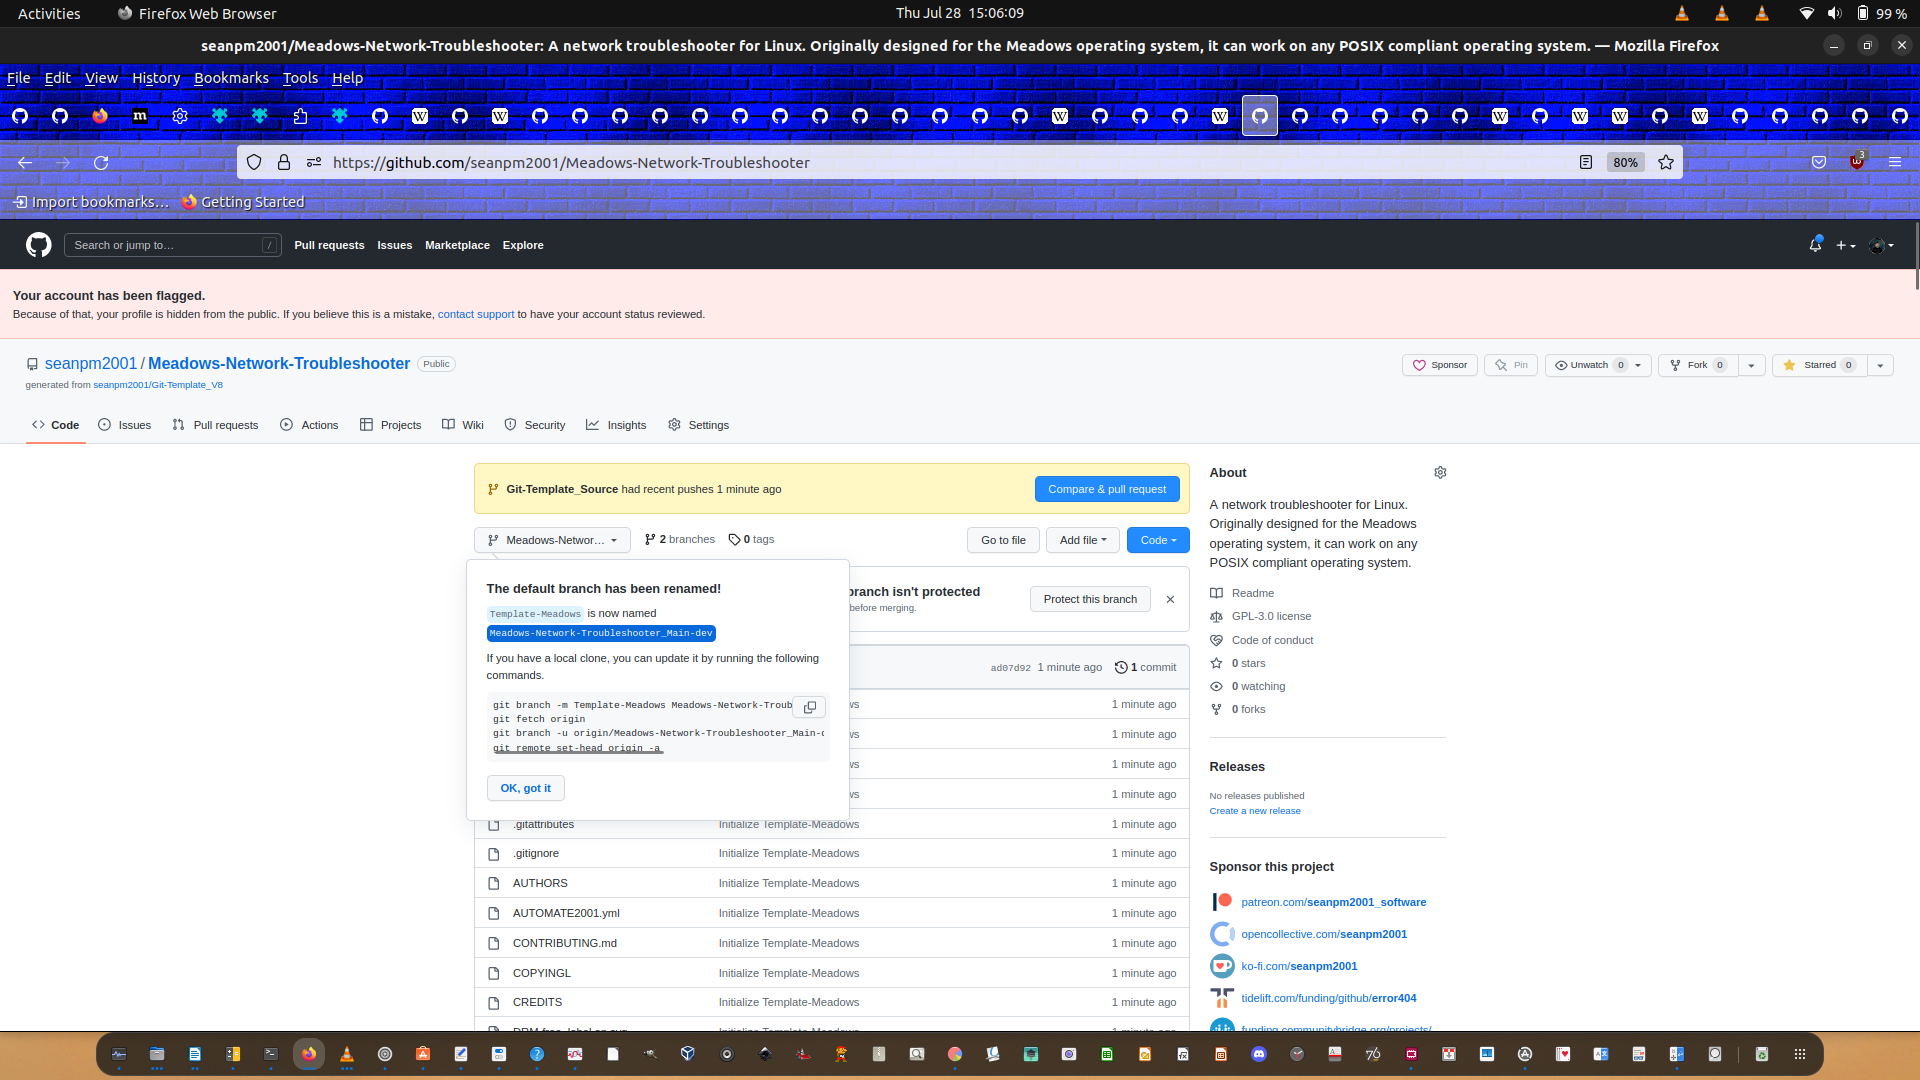 Activities
Firefox Web Browser
Thu Jul 28 15:06:09
99 %
seanpm2001/Meadows-Network-Troubleshooter: A network troubleshooter for Linux. Originally designed for the Meadows operating system, it can work on any POSIX compliant operating system. — Mozilla Firefox
File Edit View History Bookmarks Tools Help
https://github.com/seanpm2001/Meadows-Network-Troubleshooter
80%
3
Import bookmarks…
Getting Started
Search or jump to…
/
Pull requests
Issues
Marketplace
Explore
Your account has been flagged.
Because of that, your profile is hidden from the public. If you believe this is a mistake, contact support to have your account status reviewed.
seanpm2001 / Meadows-Network-Troubleshooter Public
generated from seanpm2001/Git-Template_V8
Sponsor
Pin
Unwatch 0
Fork 0
Starred 0
Code
Issues
Pull requests
Actions
Projects
Wiki
Security
Insights
Settings
Git-Template_Source had recent pushes 1 minute ago
Compare & pull request
Meadows-Networ…
2 branches
0 tags
Go to file
Add file
Code
The default branch has been renamed!
Template-Meadows is now named
Meadows-Network-Troubleshooter_Main-dev
If you have a local clone, you can update it by running the following
commands.
git branch -m Template-Meadows Meadows-Network-Troub
git fetch origin
git branch -u origin/Meadows-Network-Troubleshooter_Main-d
git remote set-head origin -a
OK, got it
branch isn't protected
before merging.
Protect this branch
ad07d92 1 minute ago
1 commit
ws 1 minute ago
ws 1 minute ago
ws 1 minute ago
ws 1 minute ago
.gitattributes Initialize Template-Meadows 1 minute ago
.gitignore Initialize Template-Meadows 1 minute ago
AUTHORS Initialize Template-Meadows 1 minute ago
AUTOMATE2001.yml Initialize Template-Meadows 1 minute ago
CONTRIBUTING.md Initialize Template-Meadows 1 minute ago
COPYINGL Initialize Template-Meadows 1 minute ago
CREDITS Initialize Template-Meadows 1 minute ago
About
A network troubleshooter for Linux.
Originally designed for the Meadows
operating system, it can work on any
POSIX compliant operating system.
Readme
GPL-3.0 license
Code of conduct
0 stars
0 watching
0 forks
Releases
No releases published
Create a new release
Sponsor this project
patreon.com/seanpm2001_software
opencollective.com/seanpm2001
ko-fi.com/seanpm2001
tidelift.com/funding/github/error404
funding.communitybridge.org/projects/